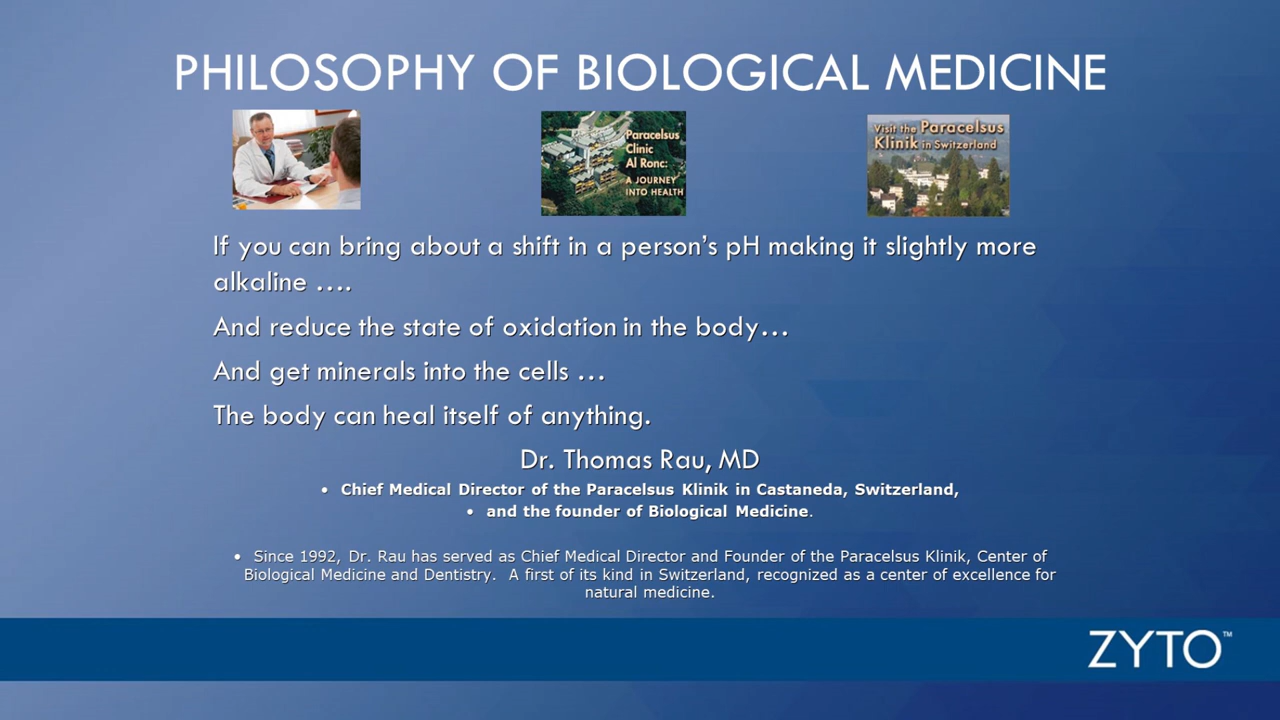 PHILOSOPHY OF BIOLOGICAL MEDICINE
Paracelsus
Clinic
Al Ronc:
A JOURNEY
INTO HEALTH
Visit the Paracelsus
Klinik in Switzerland
If you can bring about a shift in a person's pH making it slightly more
alkaline ….
And reduce the state of oxidation in the body…
And get minerals into the cells …
The body can heal itself of anything.
Dr. Thomas Rau, MD
• Chief Medical Director of the Paracelsus Klinik in Castaneda, Switzerland,
• and the founder of Biological Medicine.
• Since 1992, Dr. Rau has served as Chief Medical Director and Founder of the Paracelsus Klinik, Center of
Biological Medicine and Dentistry. A first of its kind in Switzerland, recognized as a center of excellence for
natural medicine.
ZYTO™